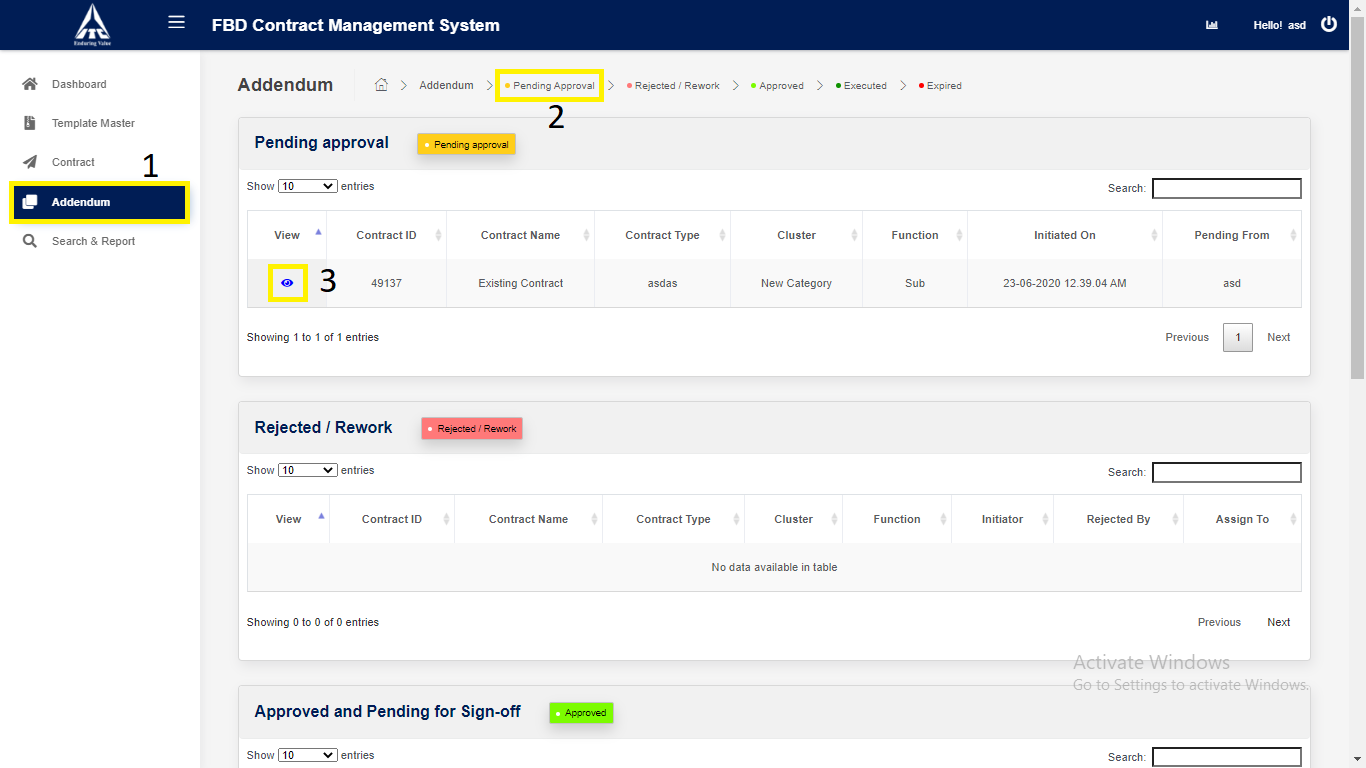 Enduring Value
FBD Contract Management System
Hello! asd
Dashboard
Template Master
Contract
1
Addendum
Search & Report
Addendum
Addendum
Pending Approval
Rejected / Rework
Approved
Executed
Expired
2
Pending approval
Pending approval
Show 10 entries
Search:
View Contract ID Contract Name Contract Type Cluster Function Initiated On Pending From
3 49137 Existing Contract asdas New Category Sub 23-06-2020 12.39.04 AM asd
Showing 1 to 1 of 1 entries
Previous 1 Next
Rejected / Rework
Rejected / Rework
Show 10 entries
Search:
View Contract ID Contract Name Contract Type Cluster Function Initiator Rejected By Assign To
No data available in table
Showing 0 to 0 of 0 entries
Previous Next
Activate Windows
Go to Settings to activate Windows.
Approved and Pending for Sign-off
Approved
Show 10 entries
Search: